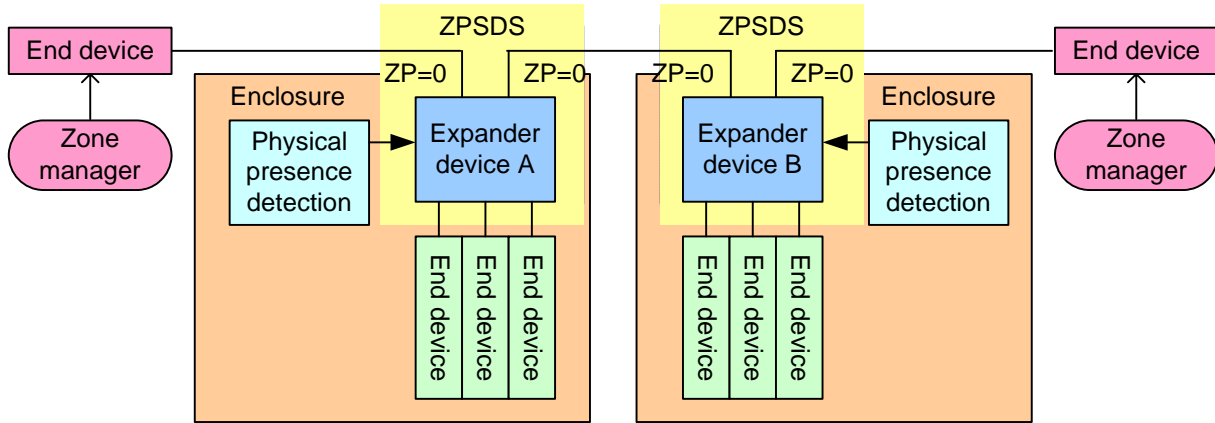 ZPSDS
ZPSDS
End device
End device
ZP=0
ZP=0
ZP=0
ZP=0
Enclosure
Enclosure
Zone
manager
Physical
presence
detection
Expander
device A
Expander
device B
Physical
presence
detection
Zone
manager
End device
End device
End device
End device
End device
End device